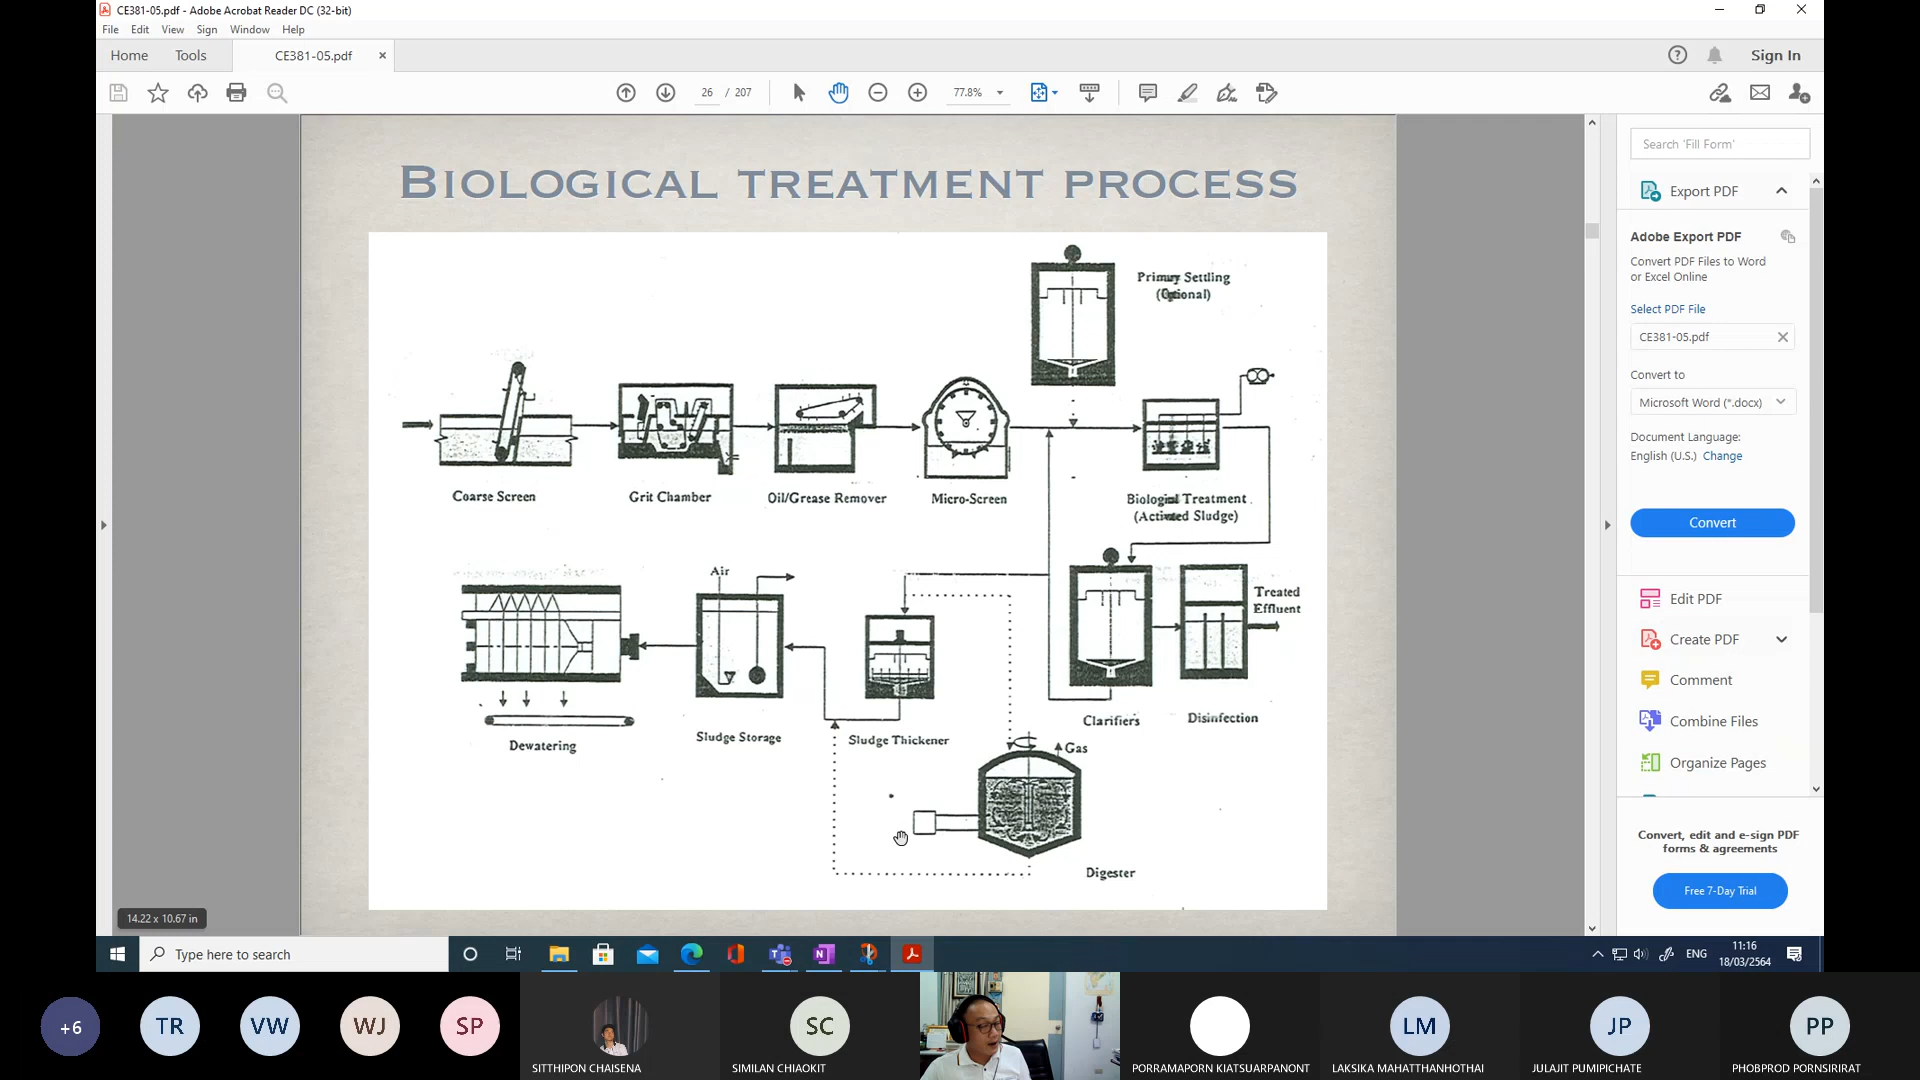 CE381-05.pdf - Adobe Acrobat Reader DC (32-bit)
File Edit View Sign Window Help
Home Tools CE381-05.pdf Sign In
26 / 207 77.8%
BIOLOGICAL TREATMENT PROCESS
Primary Settling
(Optional)
Coarse Screen
Grit Chamber
Oil/Grease Remover
Micro-Screen
Biological Treatment
(Activated Sludge)
Air
Treated
Effluent
Dewatering
Sludge Storage
Sludge Thickener
Clarifiers
Disinfection
Gas
Digester
14.22 x 10.67 in
Search 'Fill Form'
Export PDF
Adobe Export PDF
Convert PDF Files to Word
or Excel Online
Select PDF File
CE381-05.pdf
Convert to
Microsoft Word (*.docx)
Document Language:
English (U.S.) Change
Convert
Edit PDF
Create PDF
Comment
Combine Files
Organize Pages
Convert, edit and e-sign PDF
forms & agreements
Free 7-Day Trial
Type here to search
ENG
11:16
18/03/2564
+6
TR
VW
WJ
SP
SITTHIPON CHAISENA
SC
SIMILAN CHIAOKIT
PORRAMAPORN KIATSUARPANONT
LM
LAKSIKA MAHATTHANHOTHAI
JP
JULAJIT PUMIPICHATE
PP
PHOBPROD PORNSIRIRAT